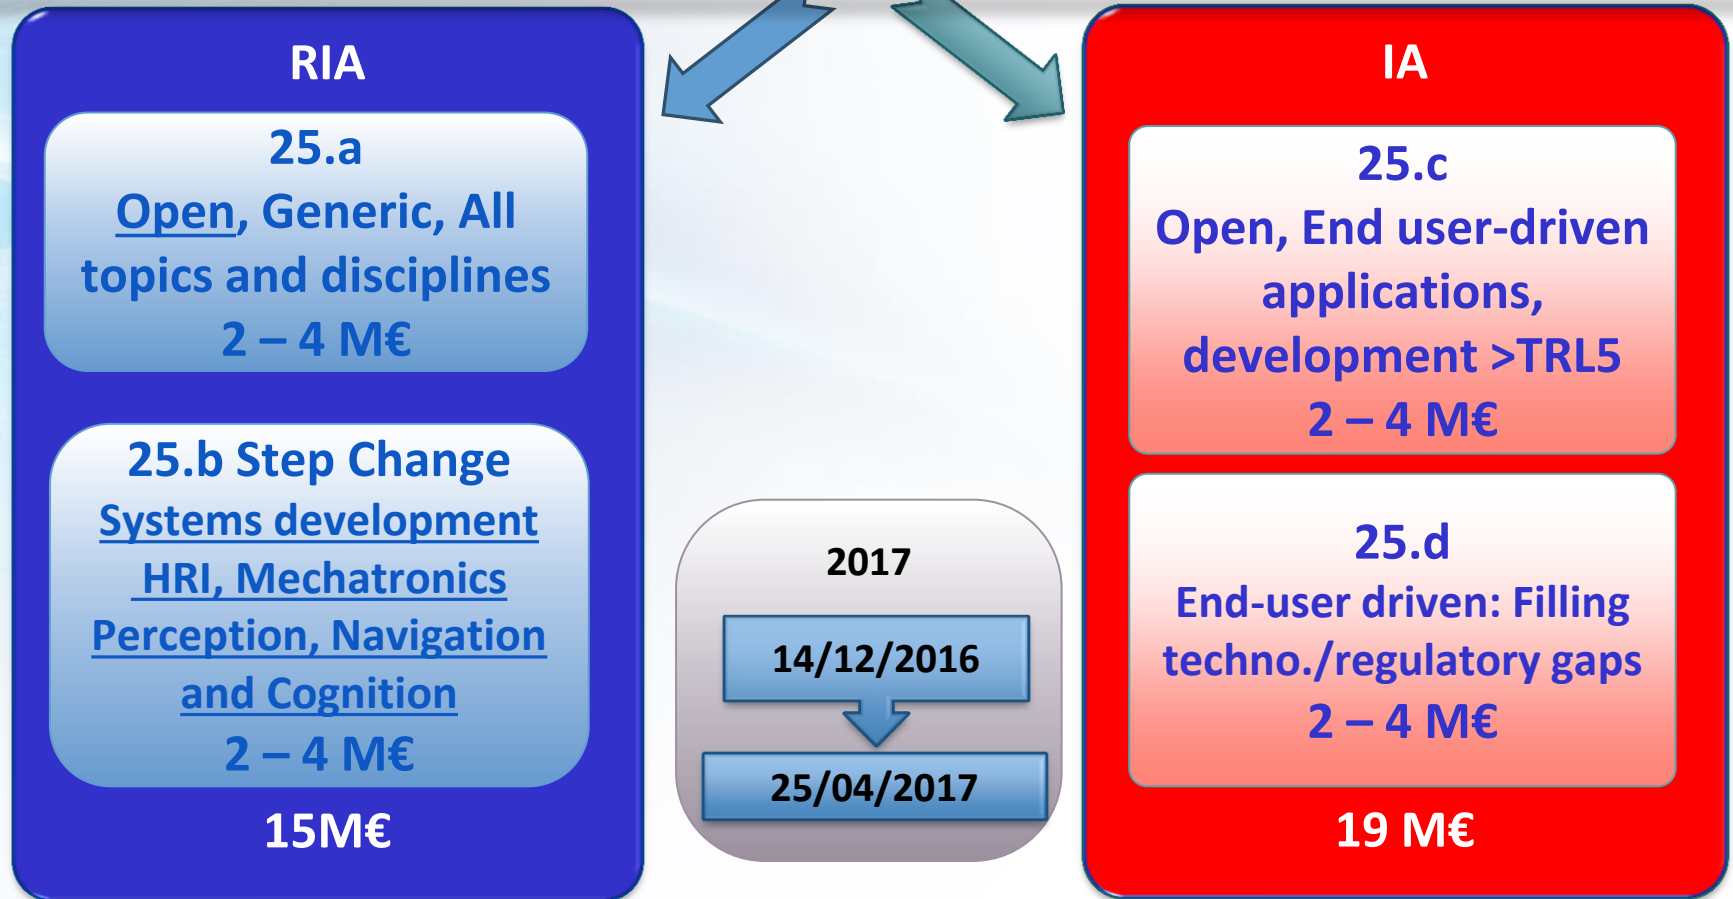 RIA
25.a
Open, Generic, All
topics and disciplines
2 – 4 M€
25.b Step Change
Systems development
HRI, Mechatronics
Perception, Navigation
and Cognition
2 – 4 M€
15M€
2017
14/12/2016
25/04/2017
IA
25.c
Open, End user-driven
applications,
development >TRL5
2 – 4 M€
25.d
End-user driven: Filling
techno./regulatory gaps
2 – 4 M€
19 M€